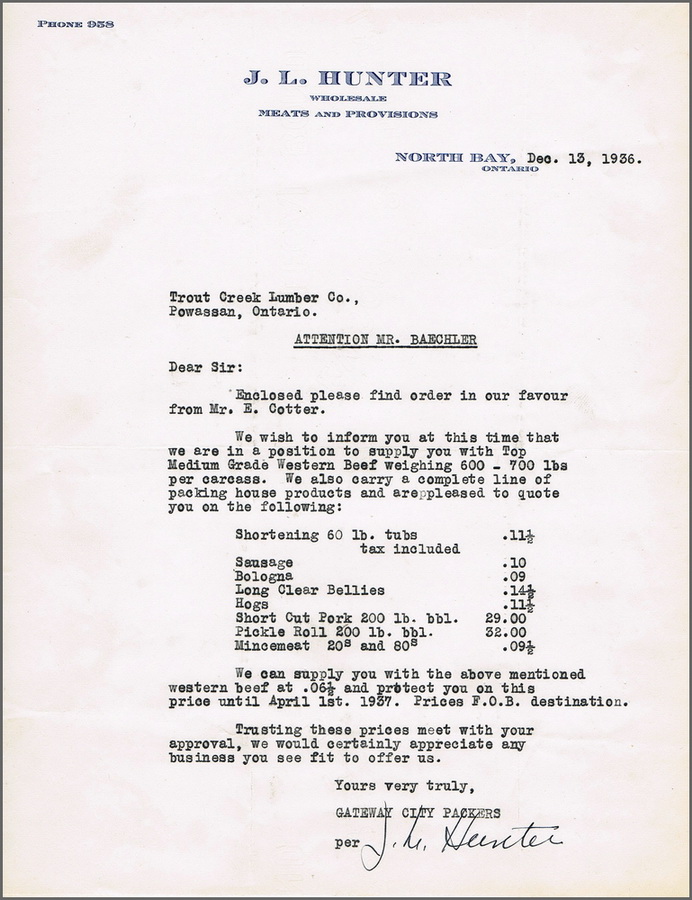 PHONE 958
J. L. HUNTER
WHOLESALE
MEATS AND PROVISIONS
NORTH BAY, Dec. 13, 1936.
ONTARIO
Trout Creek Lumber Co.,
Powassan, Ontario.
ATTENTION MR. BAECHLER
Dear Sir:
Enclosed please find order in our favour
from Mr. E. Cotter.
We wish to inform you at this time that
we are in a position to supply you with Top
Medium Grade Western Beef weighing 600 - 700 lbs
per carcass. We also carry a complete line of
packing house products and areppleased to quote
you on the following:
Shortening 60 lb. tubs .11½
tax included
Sausage .10
Bologna .09
Long Clear Bellies .14½
Hogs .11½
Short Cut Pork 200 lb. bbl. 29.00
Pickle Roll 200 lb. bbl. 32.00
Mincemeat 20s and 80s .09½
We can supply you with the above mentioned
western beef at .06½ and protect you on this
price until April 1st. 1937. Prices F.O.B. destination.
Trusting these prices meet with your
approval, we would certainly appreciate any
business you see fit to offer us.
Yours very truly,
GATEWAY CITY PACKERS
per J. L. Hunter